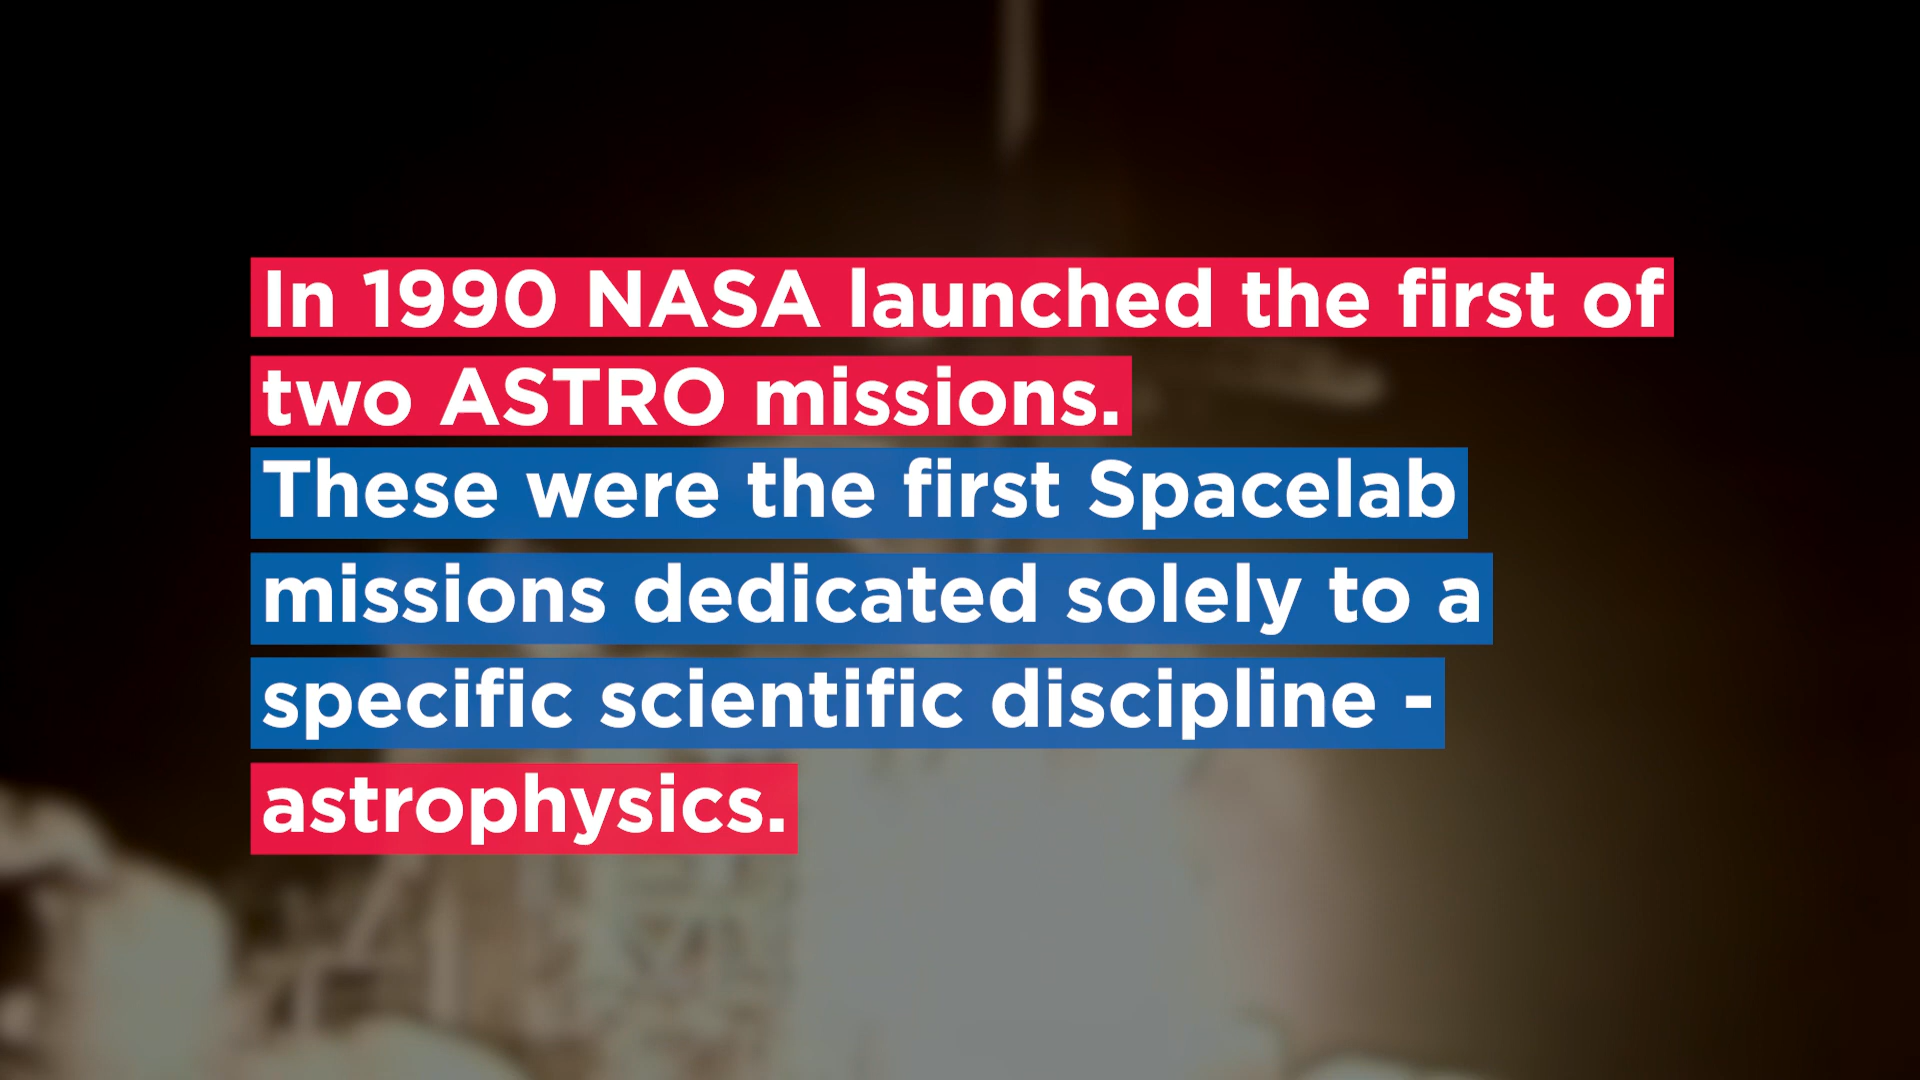 In 1990 NASA launched the first of
two ASTRO missions.
These were the first Spacelab
missions dedicated solely to a
specific scientific discipline -
astrophysics.